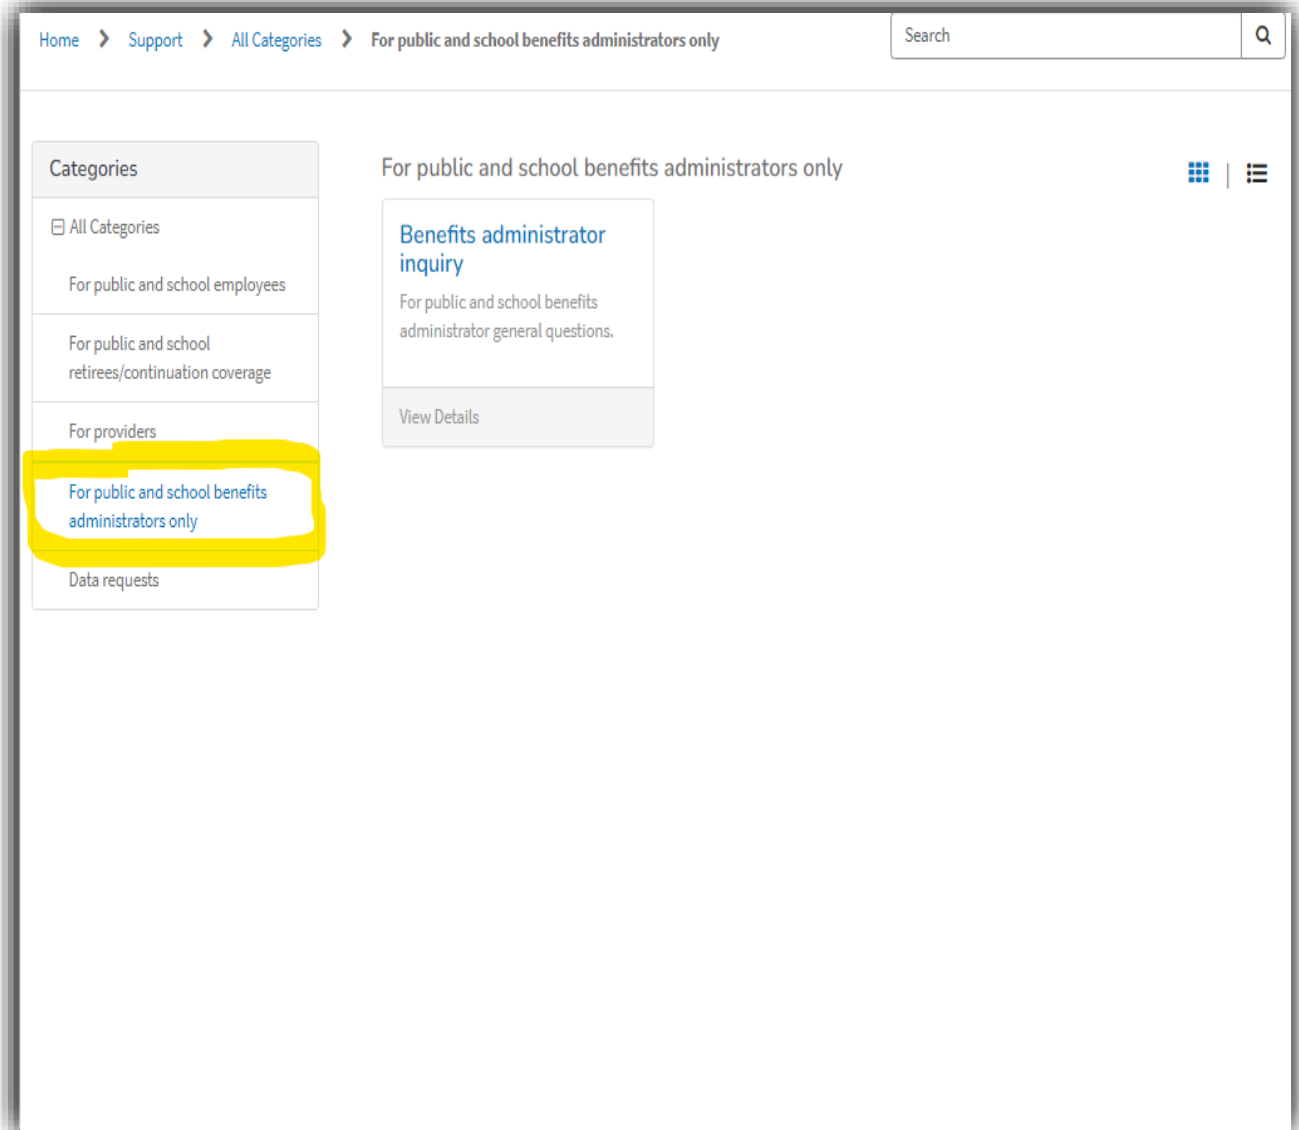 Home > Support > All Categories > For public and school benefits administrators only
Search
Categories
All Categories
For public and school employees
For public and school
retirees/continuation coverage
For providers
For public and school benefits
administrators only
Data requests
For public and school benefits administrators only
Benefits administrator
inquiry
For public and school benefits
administrator general questions.
View Details